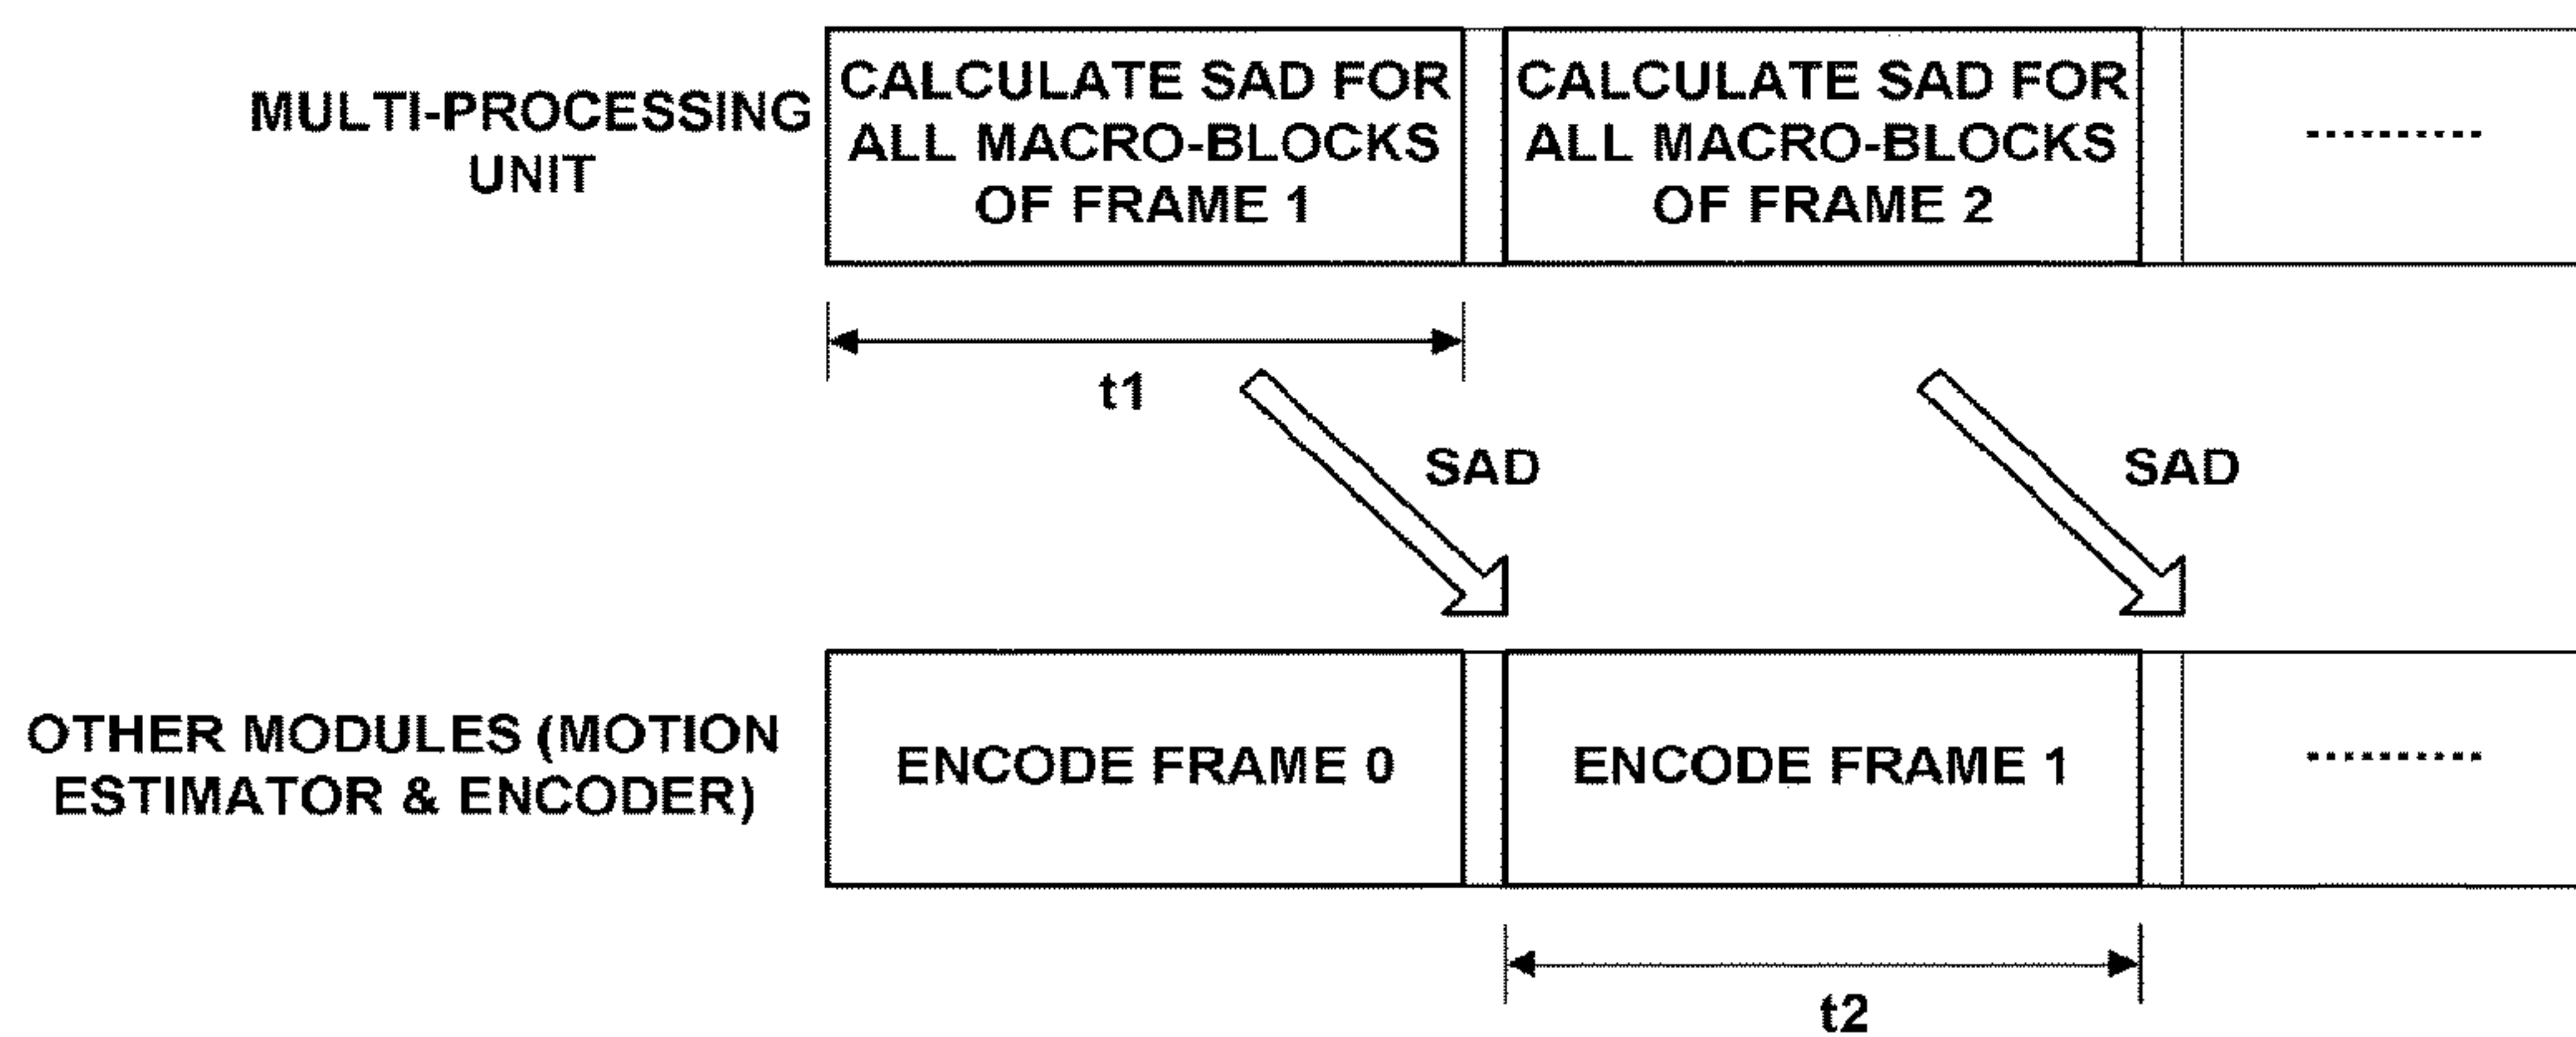 MULTI-PROCESSING
UNIT
CALCULATE SAD FOR
ALL MACRO-BLOCKS
OF FRAME 1
CALCULATE SAD FOR
ALL MACRO-BLOCKS
OF FRAME 2
---------
t1
SAD
SAD
OTHER MODULES (MOTION
ESTIMATOR & ENCODER)
ENCODE FRAME 0
ENCODE FRAME 1
---------
t2